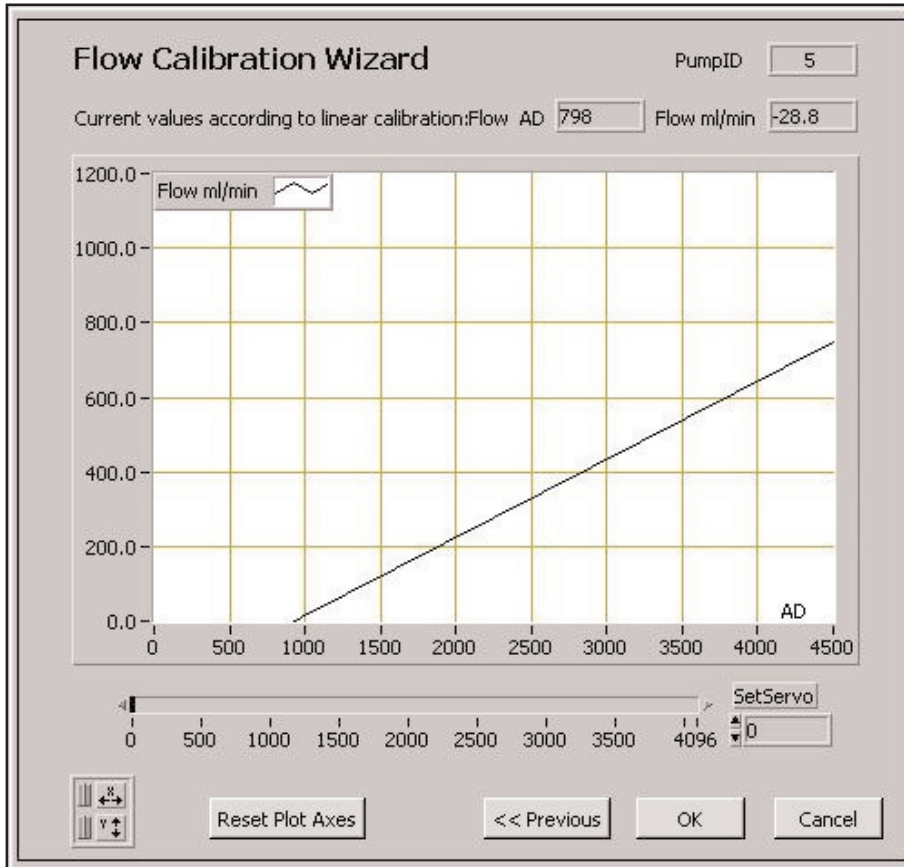 Flow Calibration Wizard
PumpID 5
Current values according to linear calibration:Flow AD 798 Flow ml/min -28.8
1200.0
Flow ml/min
1000.0
800.0
600.0
400.0
200.0
0.0
AD
0 500 1000 1500 2000 2500 3000 3500 4000 4500
SetServo
0
0 500 1000 1500 2000 2500 3000 3500 4096
X
Y
Reset Plot Axes << Previous OK Cancel